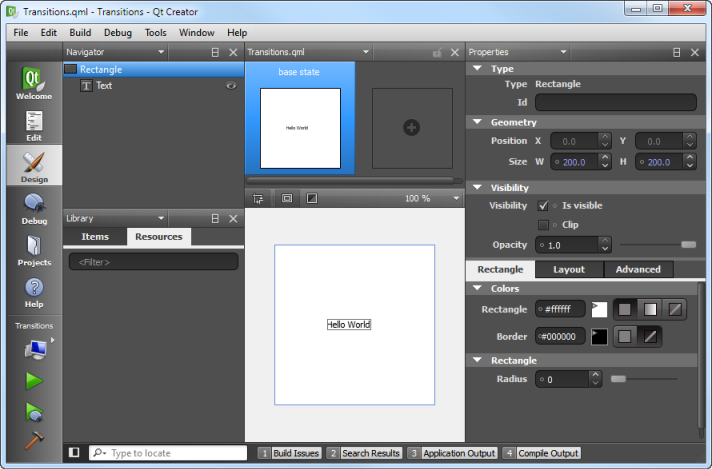 Transitions.qml - Transitions - Qt Creator
File Edit Build Debug Tools Window Help
Qt
Welcome
Edit
Design
Debug
Projects
Help
Transitions
Navigator
Rectangle
Text
Library
Items Resources
<Filter>
Transitions.qml
base state
Hello World
100 %
Hello World
Properties
Type
Type Rectangle
Id
Geometry
Position X 0.0 Y 0.0
Size W 200.0 H 200.0
Visibility
Visibility Is visible
Clip
Opacity 1.0
Rectangle Layout Advanced
Colors
Rectangle #ffffff
Border #000000
Rectangle
Radius 0
Type to locate
1 Build Issues 2 Search Results 3 Application Output 4 Compile Output